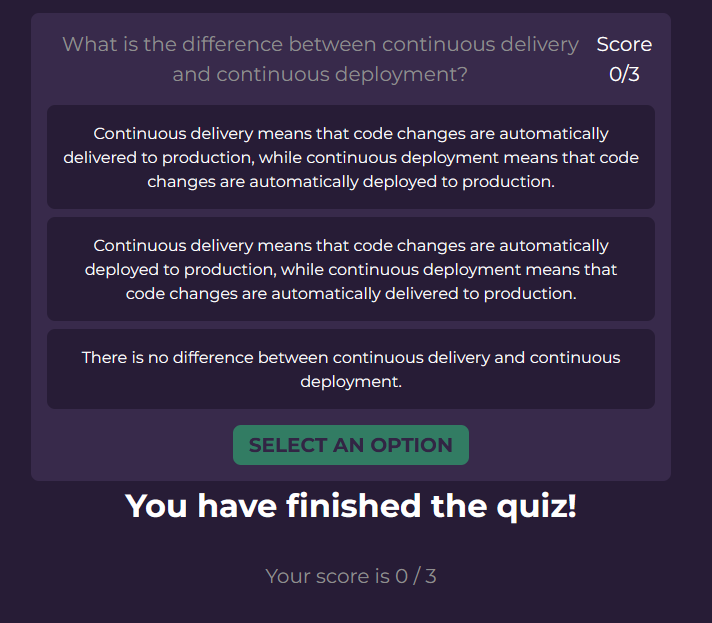 What is the difference between continuous delivery
and continuous deployment?
Score
0/3
Continuous delivery means that code changes are automatically
delivered to production, while continuous deployment means that code
changes are automatically deployed to production.
Continuous delivery means that code changes are automatically
deployed to production, while continuous deployment means that
code changes are automatically delivered to production.
There is no difference between continuous delivery and continuous
deployment.
SELECT AN OPTION
You have finished the quiz!
Your score is 0 / 3